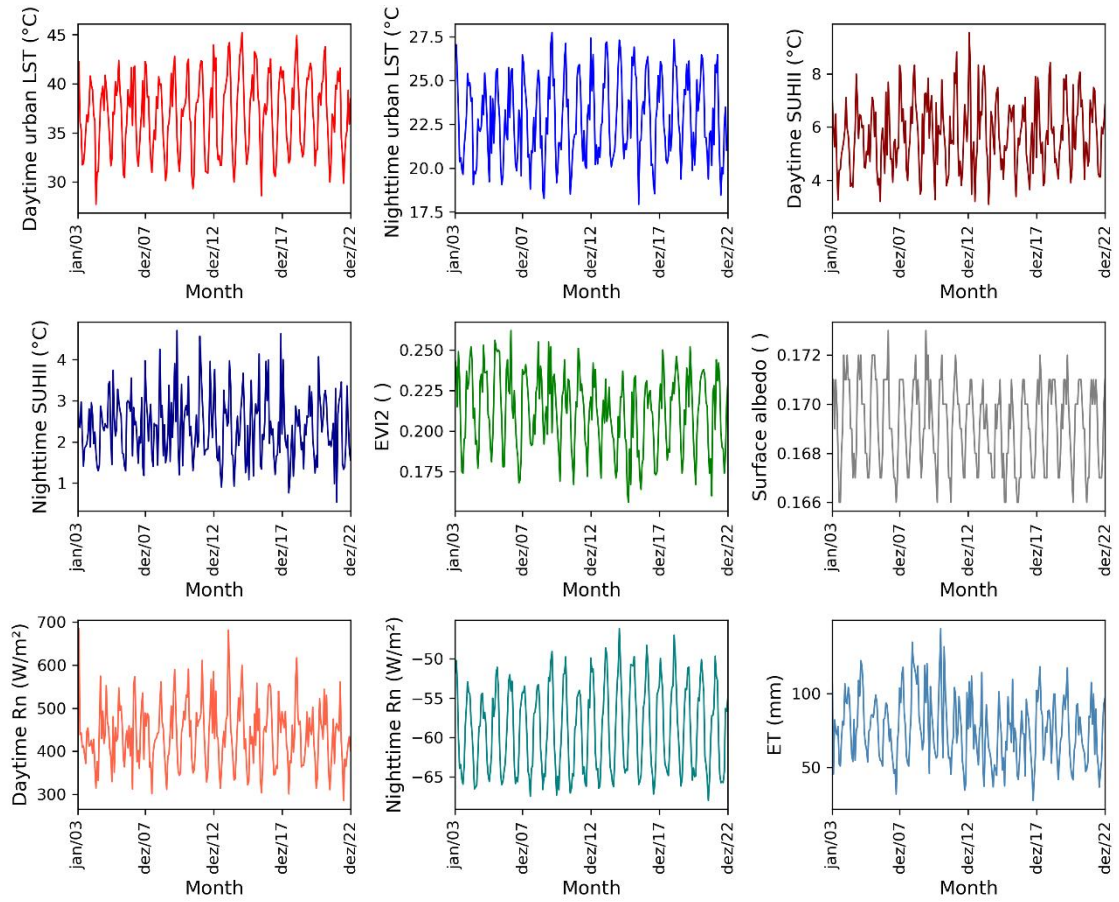 Daytime urban LST (°C)
45
40
35
30
jan/03
dez/07
dez/12
dez/17
dez/22
Month
Nighttime urban LST (°C)
27.5
25.0
22.5
20.0
17.5
jan/03
dez/07
dez/12
dez/17
dez/22
Month
Daytime SUHII (°C)
8
6
4
jan/03
dez/07
dez/12
dez/17
dez/22
Month
Nighttime SUHII (°C)
4
3
2
1
jan/03
dez/07
dez/12
dez/17
dez/22
Month
EVI2 ( )
0.250
0.225
0.200
0.175
jan/03
dez/07
dez/12
dez/17
dez/22
Month
Surface albedo ( )
0.172
0.170
0.168
0.166
jan/03
dez/07
dez/12
dez/17
dez/22
Month
Daytime Rn (W/m²)
700
600
500
400
300
jan/03
dez/07
dez/12
dez/17
dez/22
Month
Nighttime Rn (W/m²)
−50
−55
−60
−65
jan/03
dez/07
dez/12
dez/17
dez/22
Month
ET (mm)
100
50
jan/03
dez/07
dez/12
dez/17
dez/22
Month